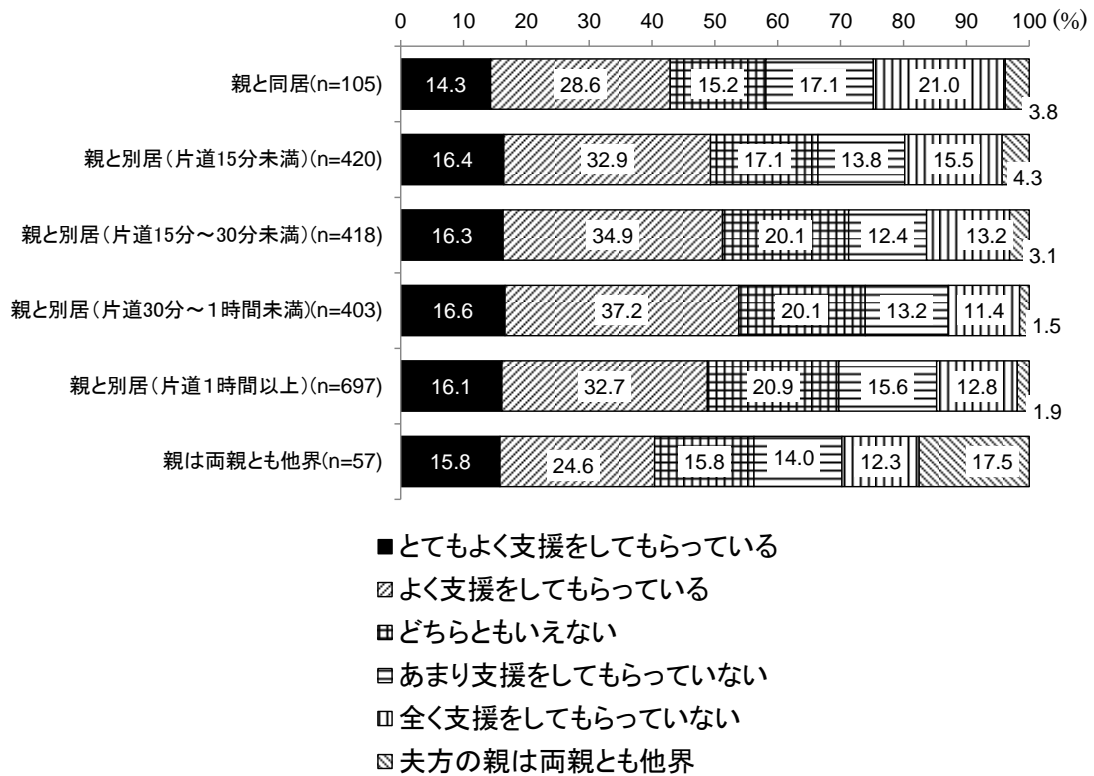 0 10 20 30 40 50 60 70 80 90 100 (%)
親と同居(n=105) 14.3 28.6 15.2 17.1 21.0 3.8
親と別居（片道15分未満）(n=420) 16.4 32.9 17.1 13.8 15.5 4.3
親と別居（片道15分～30分未満）(n=418) 16.3 34.9 20.1 12.4 13.2 3.1
親と別居（片道30分～１時間未満）(n=403) 16.6 37.2 20.1 13.2 11.4 1.5
親と別居（片道１時間以上）(n=697) 16.1 32.7 20.9 15.6 12.8 1.9
親は両親とも他界(n=57) 15.8 24.6 15.8 14.0 12.3 17.5
とてもよく支援をしてもらっている
よく支援をしてもらっている
どちらともいえない
あまり支援をしてもらっていない
全く支援をしてもらっていない
夫方の親は両親とも他界